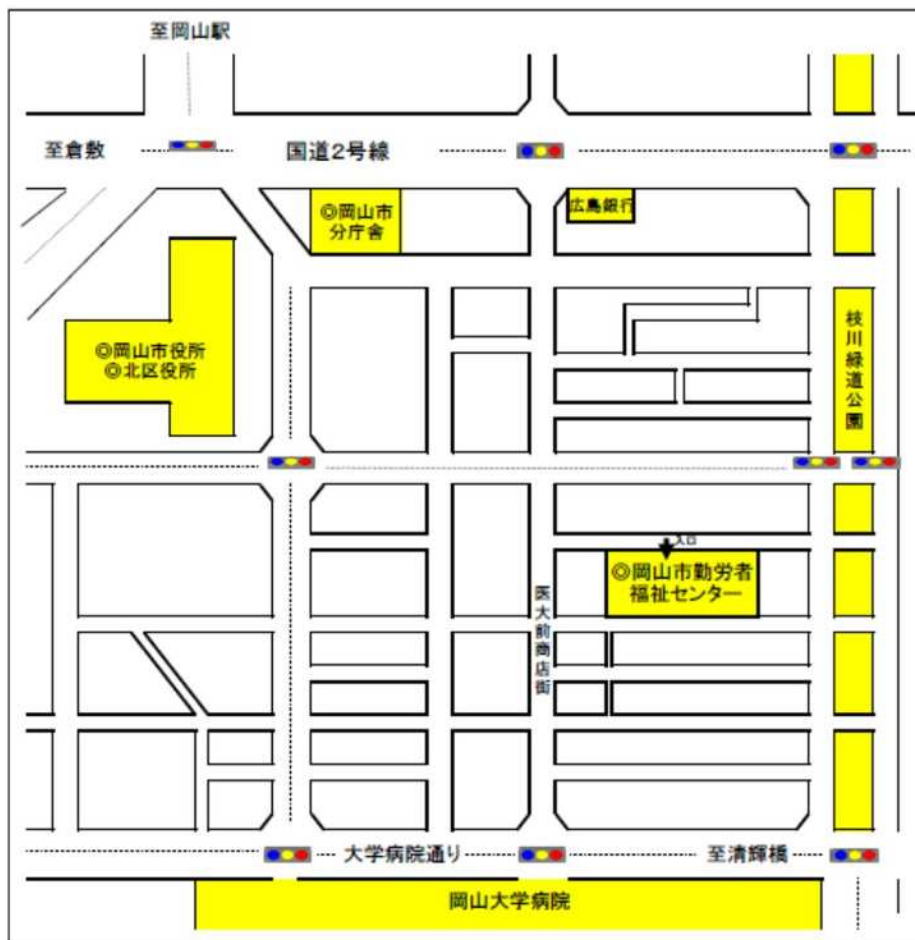 至岡山駅
至倉敷
国道2号線
◎岡山市
分庁舎
広島銀行
◎岡山市役所
◎北区役所
枝川緑道公園
入口
◎岡山市勤労者
福祉センター
医大前商店街
大学病院通り
至清輝橋
岡山大学病院